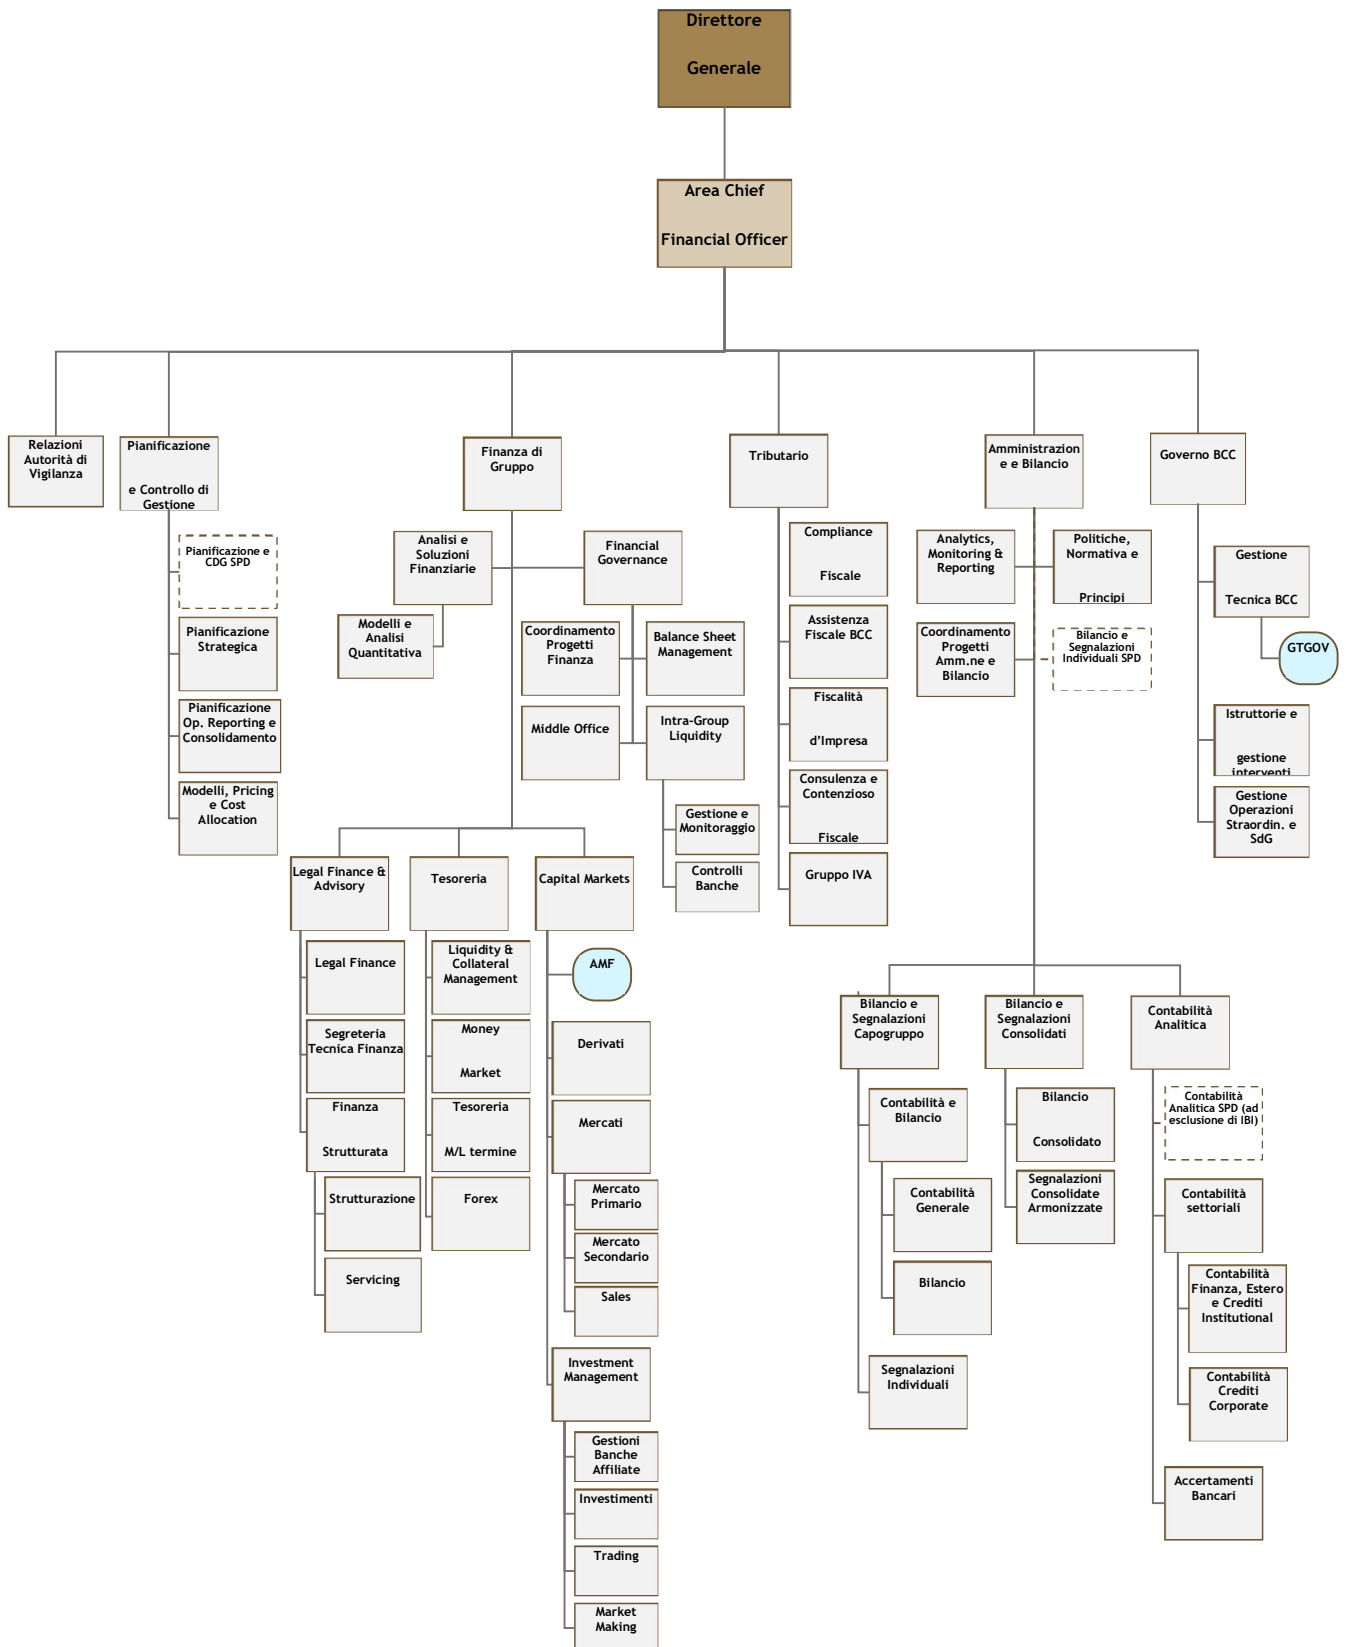 Direttore
Generale
Area Chief
Financial Officer
Relazioni
Autorità di
Vigilanza
Pianificazione
e Controllo di
Gestione
Pianificazione e
CDG SPD
Pianificazione
Strategica
Pianificazione
Op. Reporting e
Consolidamento
Modelli, Pricing
e Cost
Allocation
Finanza di
Gruppo
Analisi e
Soluzioni
Finanziarie
Modelli e
Analisi
Quantitativa
Financial
Governance
Coordinamento
Progetti
Finanza
Balance Sheet
Management
Middle Office
Intra-Group
Liquidity
Gestione e
Monitoraggio
Controlli
Banche
Legal Finance &
Advisory
Legal Finance
Segreteria
Tecnica Finanza
Finanza
Strutturata
Strutturazione
Servicing
Tesoreria
Liquidity &
Collateral
Management
Money
Market
Tesoreria
M/L termine
Forex
Capital Markets
AMF
Derivati
Mercati
Mercato
Primario
Mercato
Secondario
Sales
Investment
Management
Gestioni
Banche
Affiliate
Investimenti
Trading
Market
Making
Tributario
Compliance
Fiscale
Assistenza
Fiscale BCC
Fiscalità
d’Impresa
Consulenza e
Contenzioso
Fiscale
Gruppo IVA
Amministrazion
e e Bilancio
Analytics,
Monitoring &
Reporting
Politiche,
Normativa e
Principi
Coordinamento
Progetti
Amm.ne e
Bilancio
Bilancio e
Segnalazioni
Individuali SPD
Bilancio e
Segnalazioni
Capogruppo
Contabilità e
Bilancio
Contabilità
Generale
Bilancio
Segnalazioni
Individuali
Bilancio e
Segnalazioni
Consolidati
Bilancio
Consolidato
Segnalazioni
Consolidate
Armonizzate
Contabilità
Analitica
Contabilità
Analitica SPD (ad
esclusione di IBI)
Contabilità
settoriali
Contabilità
Finanza, Estero
e Crediti
Institutional
Contabilità
Crediti
Corporate
Accertamenti
Bancari
Governo BCC
Gestione
Tecnica BCC
GTGOV
Istruttorie e
gestione
interventi
Gestione
Operazioni
Straordin. e
SdG